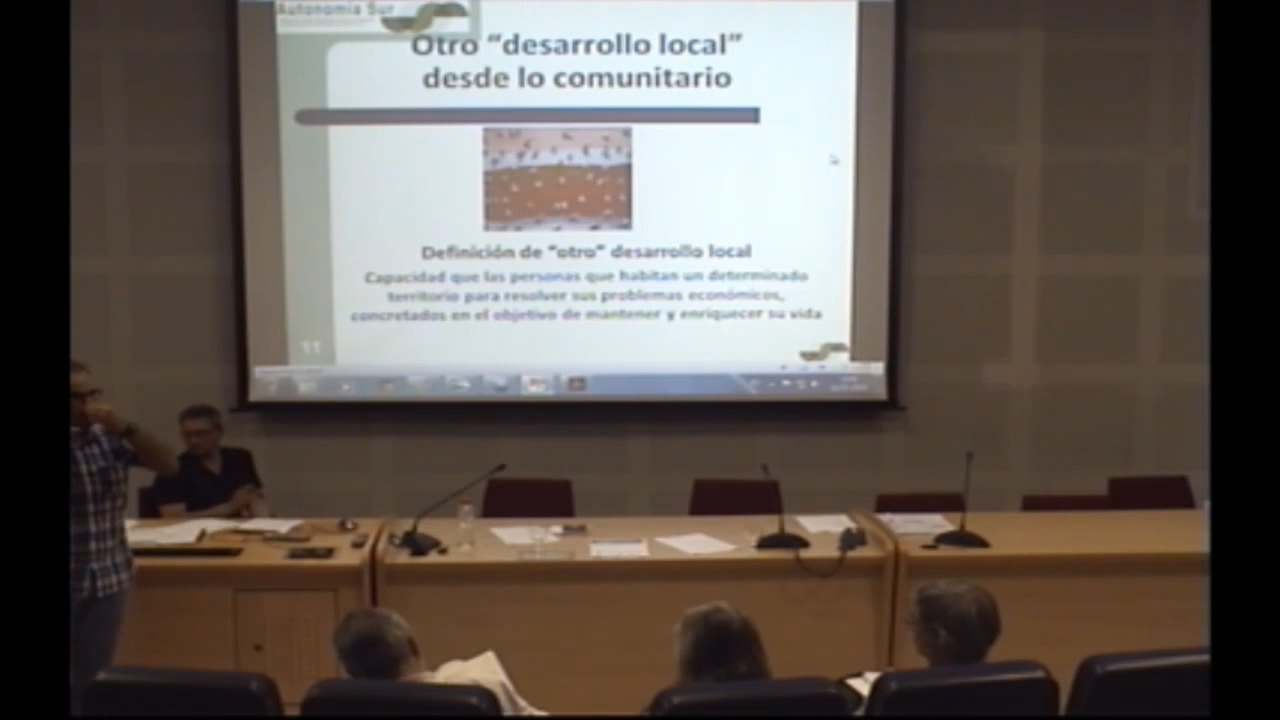 Autonomía Sur
Otro “desarrollo local”
desde lo comunitario
Definición de “otro” desarrollo local
Capacidad que las personas que habitan un determinado
territorio para resolver sus problemas económicos,
concretados en el objetivo de mantener y enriquecer su vida
11